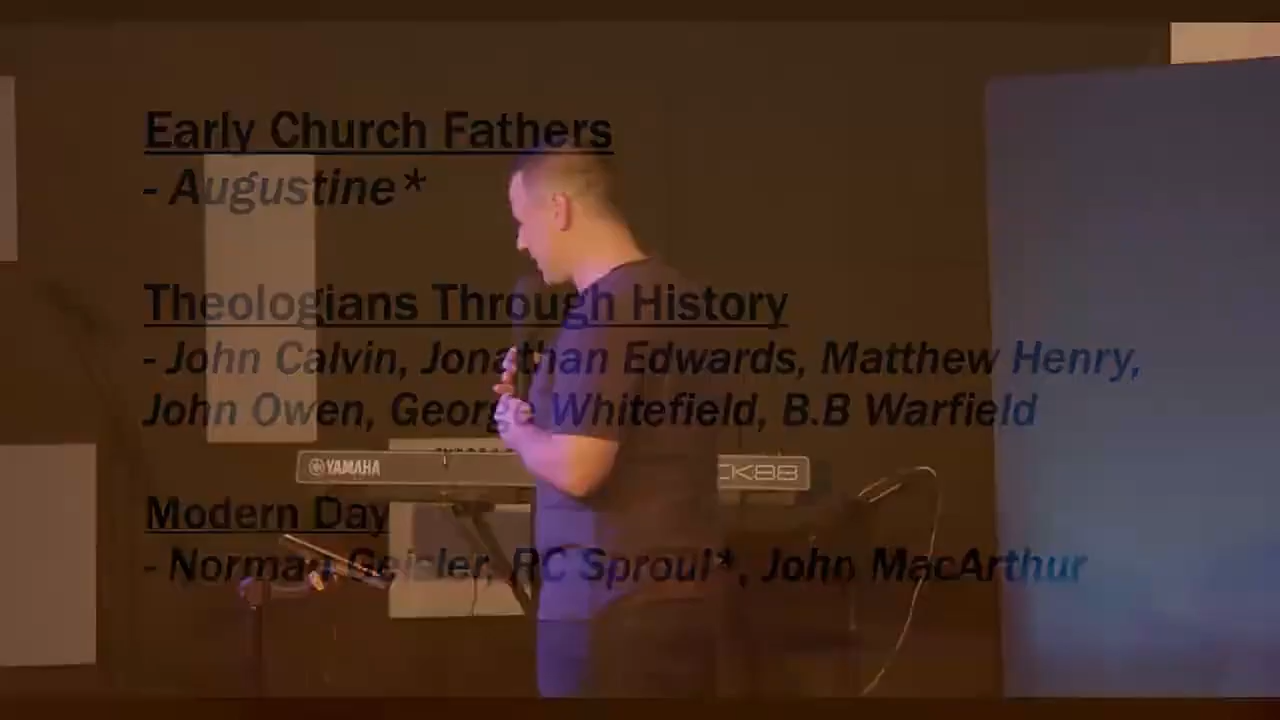 Early Church Fathers
- Augustine*
Theologians Through History
- John Calvin, Jonathan Edwards, Matthew Henry,
John Owen, George Whitefield, B.B Warfield
YAMAHA
CK88
Modern Day
- Norman Geisler, RC Sproul*, John MacArthur